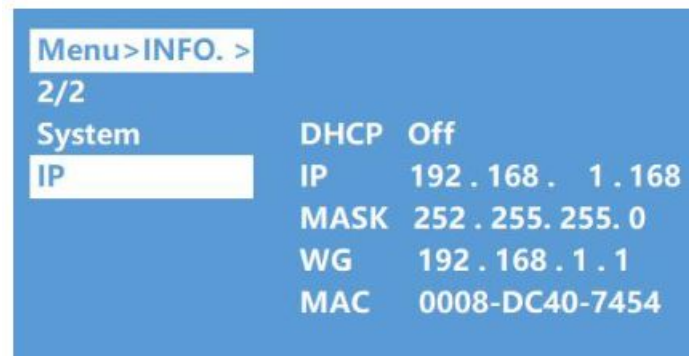 Menu>INFO. >
2/2
System DHCP Off
IP IP 192 . 168 . 1 . 168
MASK 252 . 255. 255. 0
WG 192 . 168 . 1 . 1
MAC 0008-DC40-7454